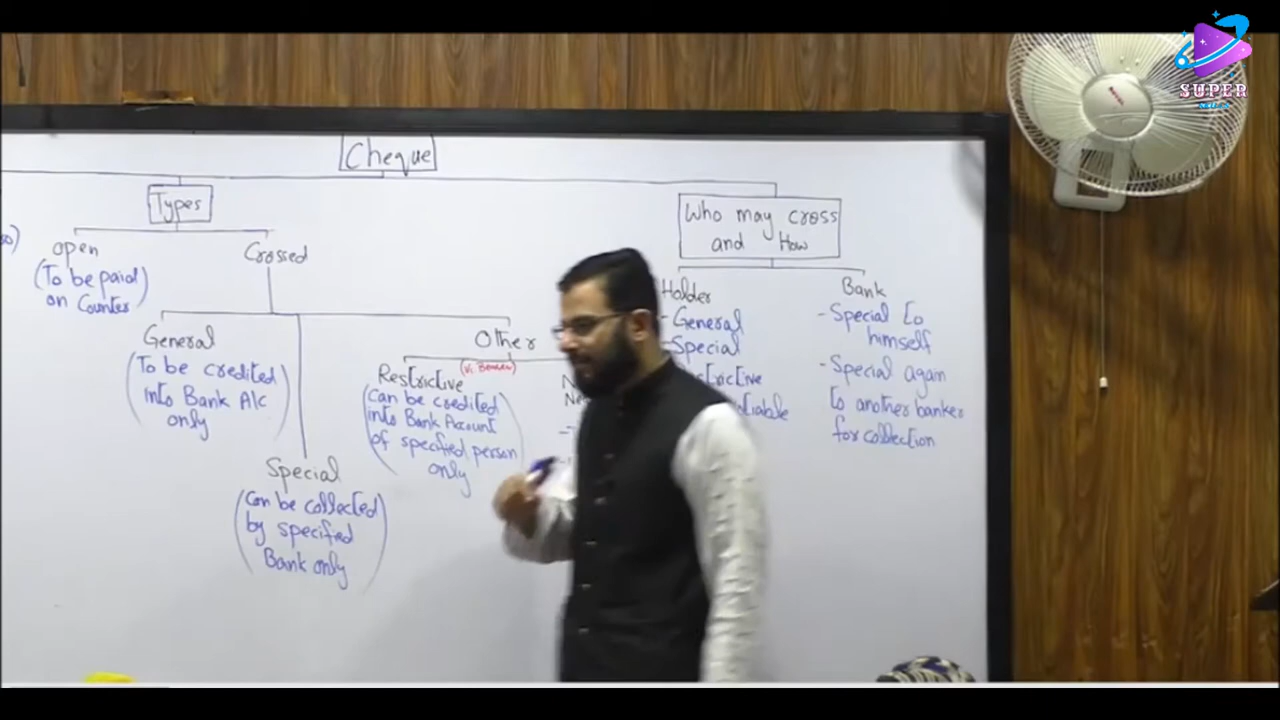 SUPER
Cheque
Types
Who may cross
and How
open
(To be paid
on Counter)
Crossed
General
(To be credited
into Bank A/c
only)
Special
(Can be collected
by specified
Bank only)
Other
Restrictive
(can be credited
into Bank Account
of specified person
only)
Holder
- General
- Special
Bank
- Special to
himself
- Special again
to another banker
for collection